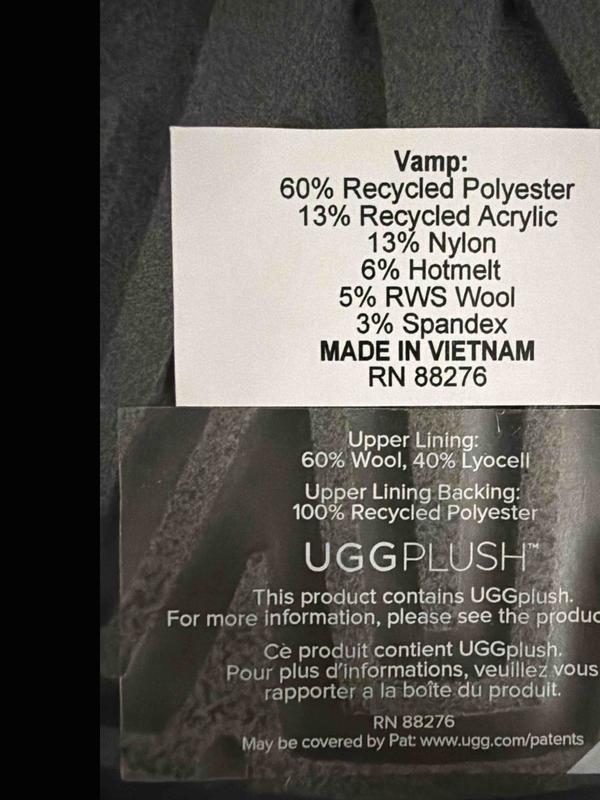 Vamp:
60% Recycled Polyester
13% Recycled Acrylic
13% Nylon
6% Hotmelt
5% RWS Wool
3% Spandex
MADE IN VIETNAM
RN 88276
Upper Lining:
60% Wool, 40% Lyocell
Upper Lining Backing:
100% Recycled Polyester
UGGPLUSH™
This product contains UGGplush.
For more information, please see the produc
Ce produit contient UGGplush.
Pour plus d'informations, veuillez vous
rapporter a la boîte du produit.
RN 88276
May be covered by Pat: www.ugg.com/patents